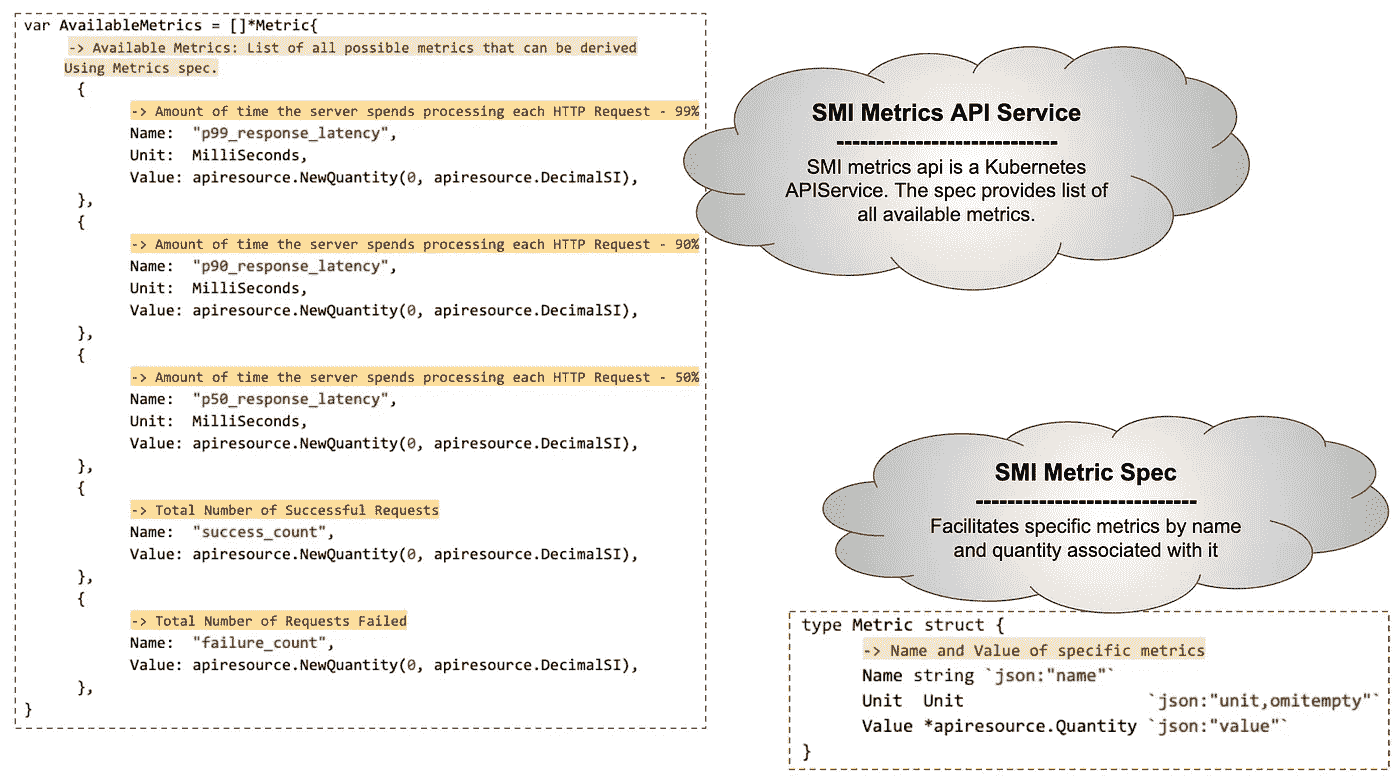 var AvailableMetrics = []*Metric{
-> Available Metrics: List of all possible metrics that can be derived
Using Metrics spec.
{
-> Amount of time the server spends processing each HTTP Request - 99%
Name:  "p99_response_latency",
Unit:  MilliSeconds,
Value: apiresource.NewQuantity(0, apiresource.DecimalSI),
},
{
-> Amount of time the server spends processing each HTTP Request - 90%
Name:  "p90_response_latency",
Unit:  MilliSeconds,
Value: apiresource.NewQuantity(0, apiresource.DecimalSI),
},
{
-> Amount of time the server spends processing each HTTP Request - 50%
Name:  "p50_response_latency",
Unit:  MilliSeconds,
Value: apiresource.NewQuantity(0, apiresource.DecimalSI),
},
{
-> Total Number of Successful Requests
Name:  "success_count",
Value: apiresource.NewQuantity(0, apiresource.DecimalSI),
},
{
-> Total Number of Requests Failed
Name:  "failure_count",
Value: apiresource.NewQuantity(0, apiresource.DecimalSI),
},
}
SMI Metrics API Service
----------------------------
SMI metrics api is a Kubernetes
APIService. The spec provides list of
all available metrics.
SMI Metric Spec
----------------------------
Facilitates specific metrics by name
and quantity associated with it
type Metric struct {
-> Name and Value of specific metrics
Name string `json:"name"`
Unit  Unit                  `json:"unit,omitempty"`
Value *apiresource.Quantity `json:"value"`
}